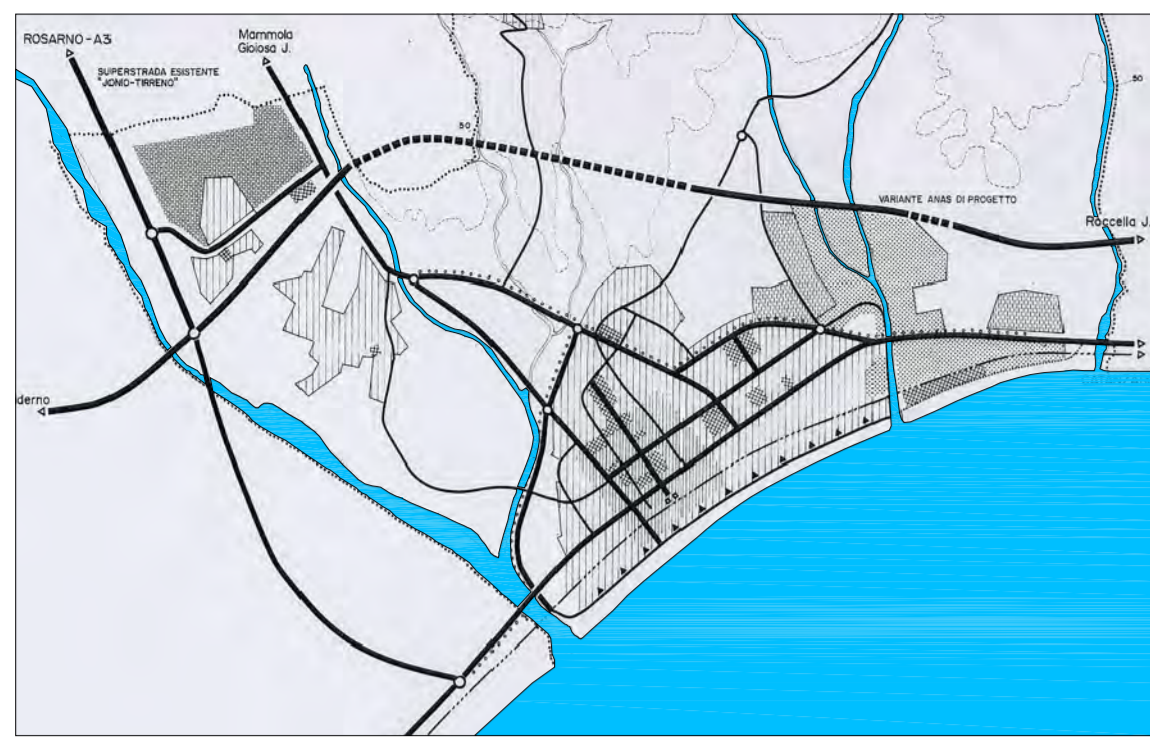 ROSARNO-A3
Mammola
Gioiosa J.
SUPERSTRADA ESISTENTE
"JONIO-TIRRENO"
50
50
VARIANTE ANAS DI PROGETTO
Roccella J.
derno